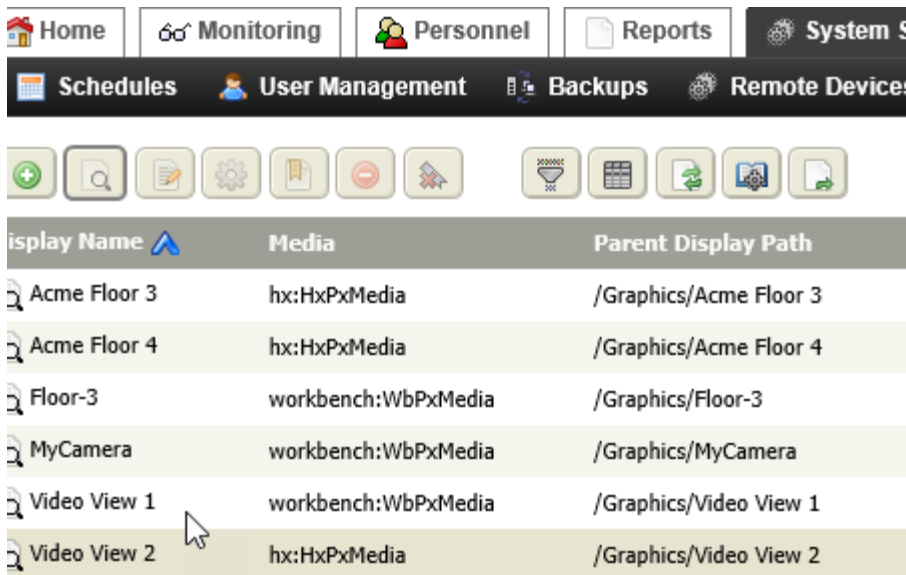 Home Monitoring Personnel Reports System S
Schedules User Management Backups Remote Devices
isplay Name Media Parent Display Path
Acme Floor 3 hx:HxPxMedia /Graphics/Acme Floor 3
Acme Floor 4 hx:HxPxMedia /Graphics/Acme Floor 4
Floor-3 workbench:WbPxMedia /Graphics/Floor-3
MyCamera workbench:WbPxMedia /Graphics/MyCamera
Video View 1 workbench:WbPxMedia /Graphics/Video View 1
Video View 2 hx:HxPxMedia /Graphics/Video View 2